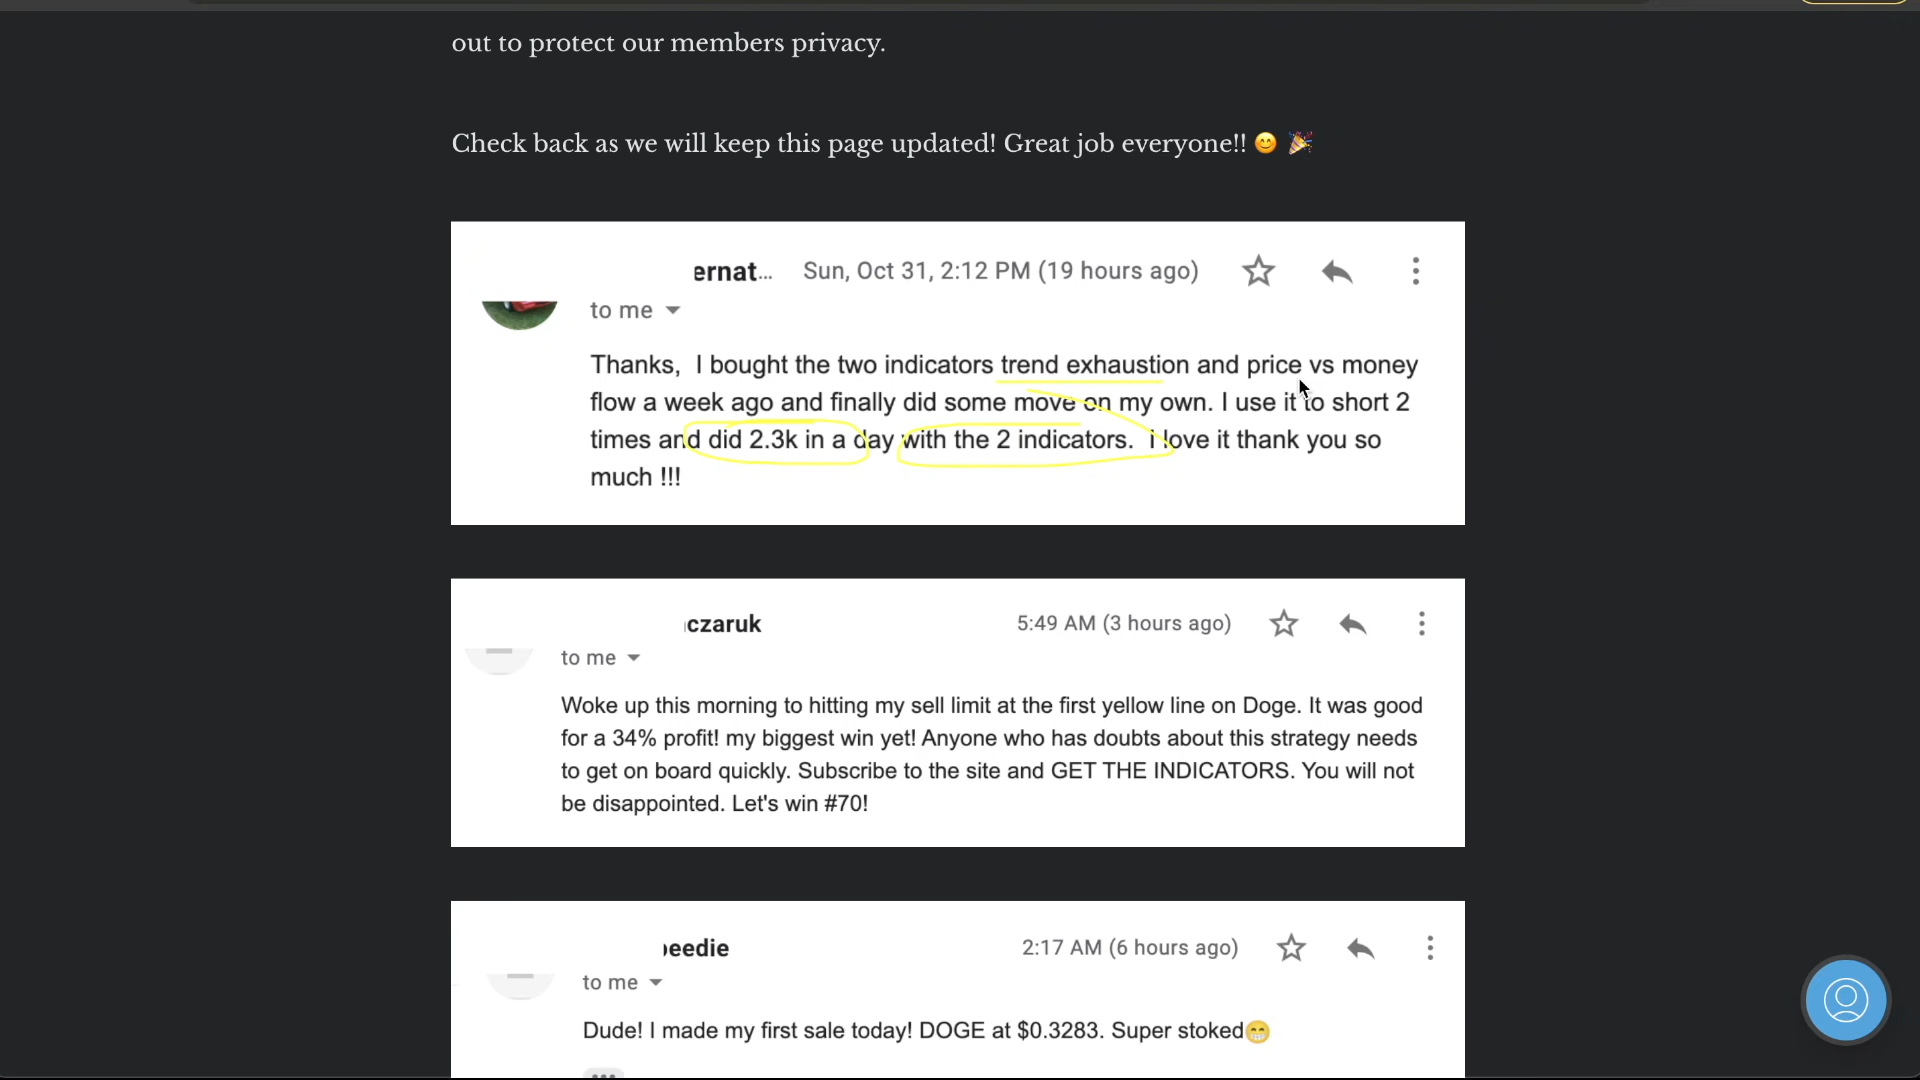 out to protect our members privacy.
Check back as we will keep this page updated! Great job everyone!! 😊 🎉
ernat... Sun, Oct 31, 2:12 PM (19 hours ago)
to me
Thanks, I bought the two indicators trend exhaustion and price vs money
flow a week ago and finally did some move on my own. I use it to short 2
times and did 2.3k in a day with the 2 indicators. I love it thank you so
much !!!
czaruk 5:49 AM (3 hours ago)
to me
Woke up this morning to hitting my sell limit at the first yellow line on Doge. It was good
for a 34% profit! my biggest win yet! Anyone who has doubts about this strategy needs
to get on board quickly. Subscribe to the site and GET THE INDICATORS. You will not
be disappointed. Let's win #70!
eedie 2:17 AM (6 hours ago)
to me
Dude! I made my first sale today! DOGE at $0.3283. Super stoked😁